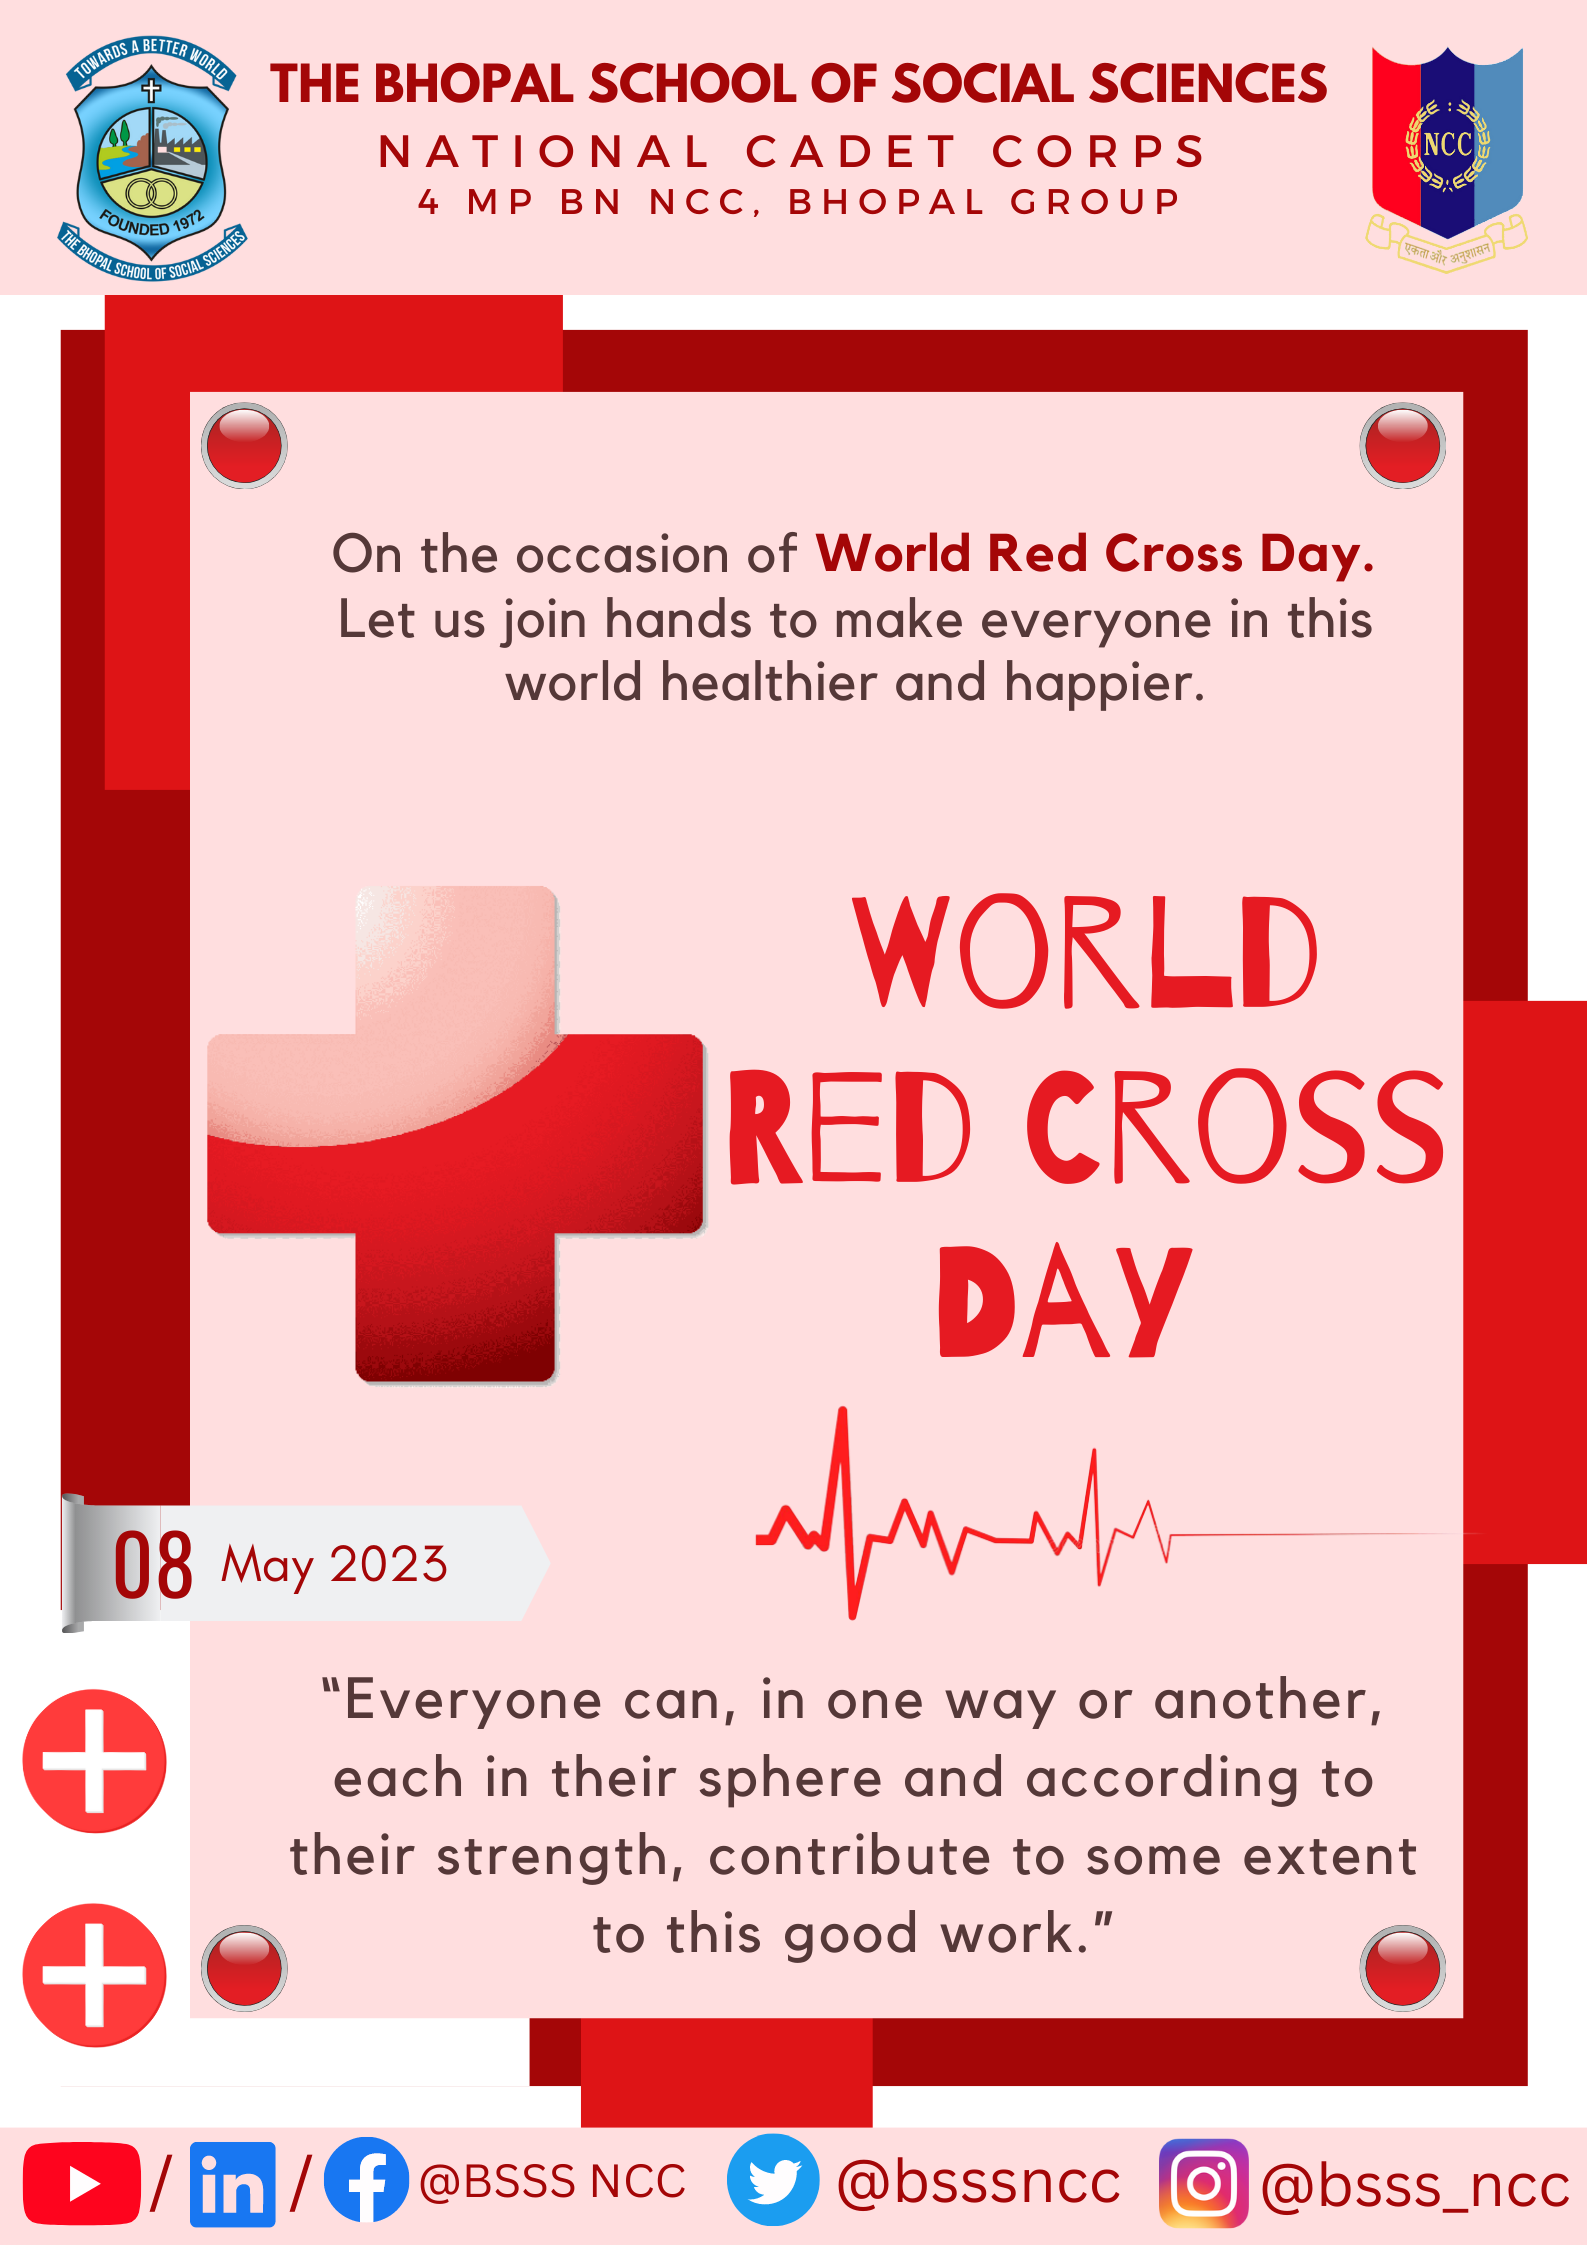 TOWARDS A BETTER WORLD
FOUNDED 1972
THE BHOPAL SCHOOL OF SOCIAL SCIENCES
THE BHOPAL SCHOOL OF SOCIAL SCIENCES
NATIONAL CADET CORPS
4 MP BN NCC, BHOPAL GROUP
NCC
एकता और अनुशासन
On the occasion of World Red Cross Day.
Let us join hands to make everyone in this
world healthier and happier.
WORLD
RED CROSS
DAY
08 May 2023
“Everyone can, in one way or another,
each in their sphere and according to
their strength, contribute to some extent
to this good work.”
/ in / @BSSS NCC @bsssncc @bsss_ncc